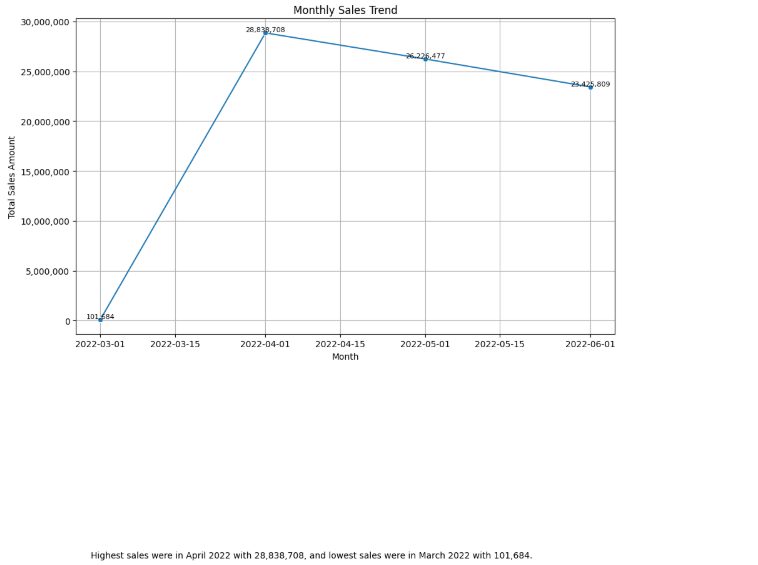 Monthly Sales Trend
Total Sales Amount
30,000,000
25,000,000
20,000,000
15,000,000
10,000,000
5,000,000
0
28,838,708
26,226,477
23,425,809
101,684
2022-03-01 2022-03-15 2022-04-01 2022-04-15 2022-05-01 2022-05-15 2022-06-01
Month
Highest sales were in April 2022 with 28,838,708, and lowest sales were in March 2022 with 101,684.